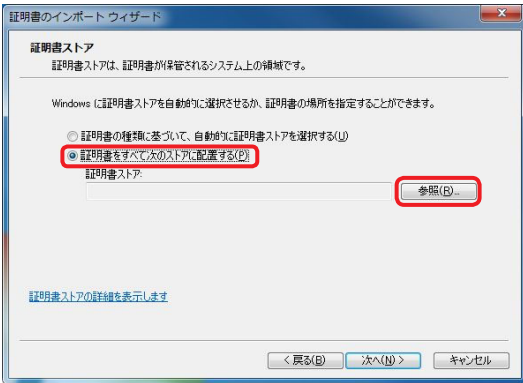 証明書のインポート ウィザード
証明書ストア
証明書ストアは、証明書が保管されるシステム上の領域です。
Windows に証明書ストアを自動的に選択させるか、証明書の場所を指定することができます。
証明書の種類に基づいて、自動的に証明書ストアを選択する(U)
証明書をすべて次のストアに配置する(P)
証明書ストア:
参照(R)...
証明書ストアの詳細を表示します
< 戻る(B)
次へ(N) >
キャンセル